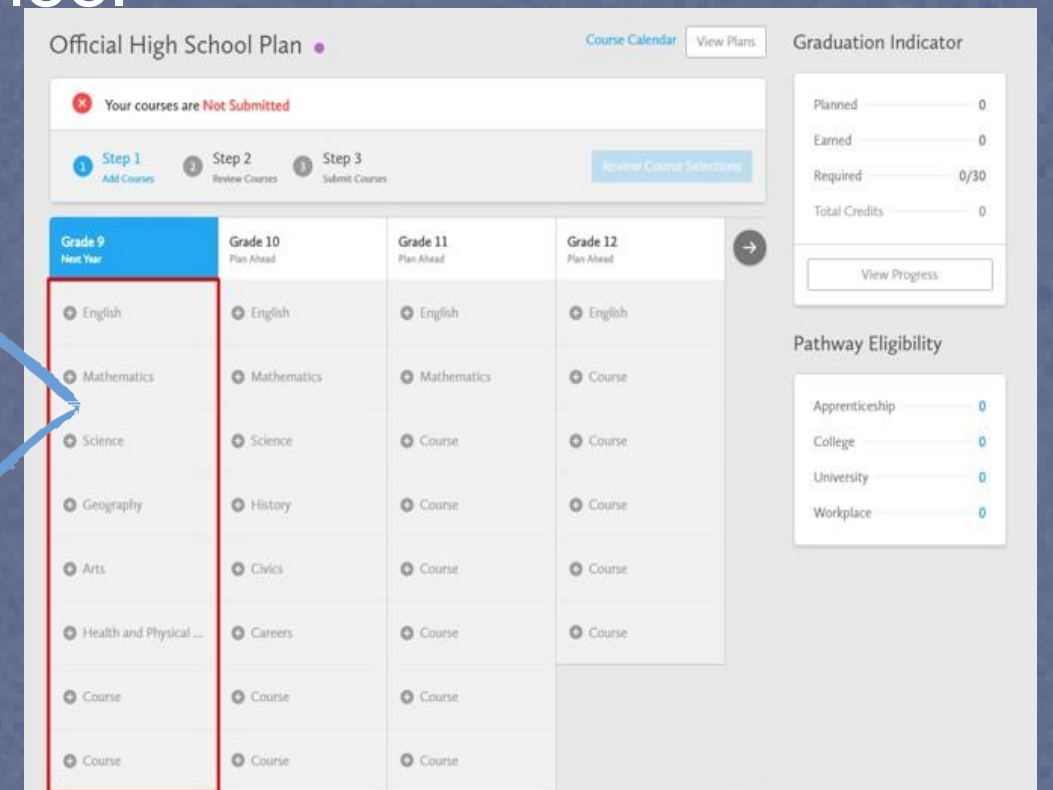 Official High School Plan
Course Calendar View Plans
Your courses are Not Submitted
Step 1 Step 2 Step 3
Add Courses Review Courses Submit Courses
Review Course Selections
Grade 9 Grade 10 Grade 11 Grade 12
Next Year Plan Ahead Plan Ahead Plan Ahead
English English English English
Mathematics Mathematics Mathematics Course
Science Science Course Course
Geography History Course Course
Arts Civics Course Course
Health and Physical ... Careers Course Course
Course Course Course
Course Course Course
Graduation Indicator
Planned 0
Earned 0
Required 0/30
Total Credits 0
View Progress
Pathway Eligibility
Apprenticeship 0
College 0
University 0
Workplace 0